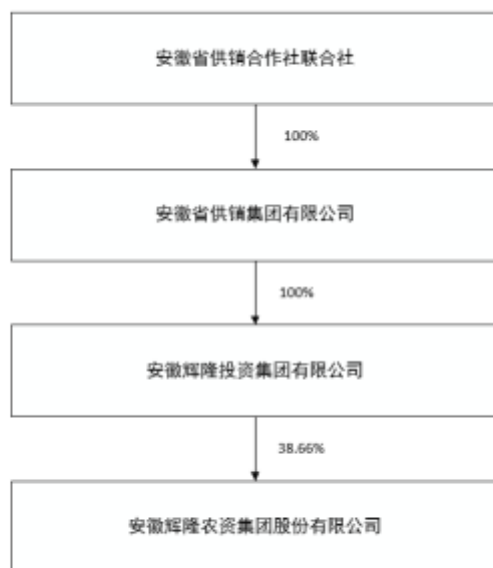 安徽省供销合作社联合社
100%
安徽省供销集团有限公司
100%
安徽辉隆投资集团有限公司
38.66%
安徽辉隆农资集团股份有限公司